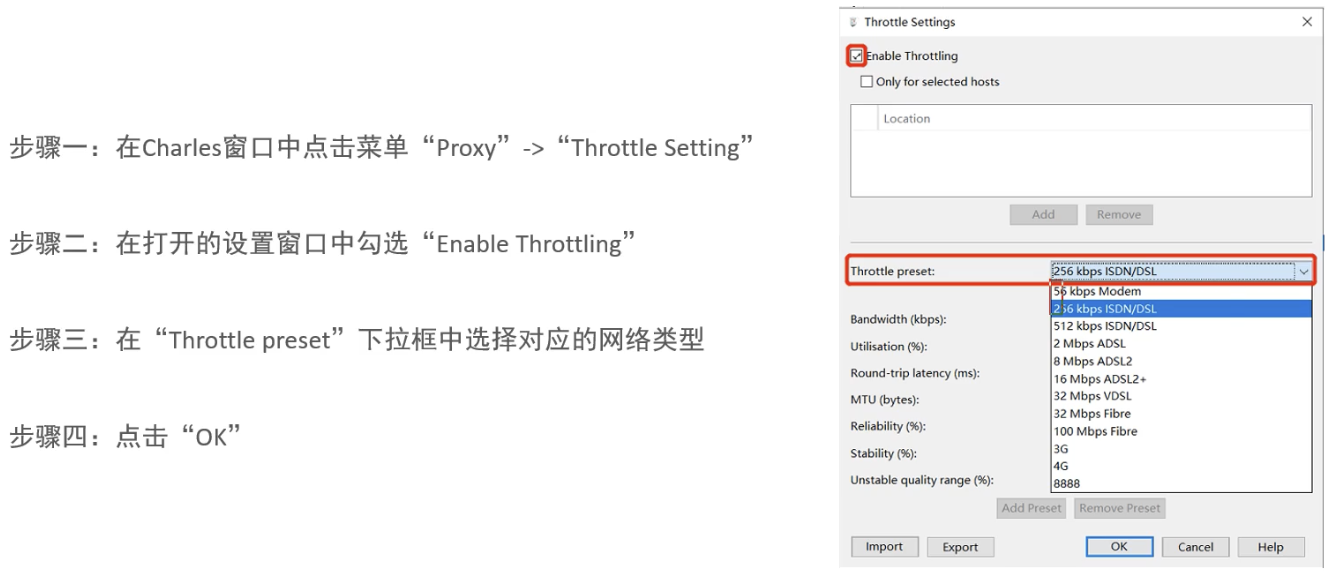 步骤一：在Charles窗口中点击菜单“Proxy”->“Throttle Setting”
步骤二：在打开的设置窗口中勾选“Enable Throttling”
步骤三：在“Throttle preset”下拉框中选择对应的网络类型
步骤四：点击“OK”
Throttle Settings
Enable Throttling
Only for selected hosts
Location
Add Remove
Throttle preset: 256 kbps ISDN/DSL
56 kbps Modem
256 kbps ISDN/DSL
512 kbps ISDN/DSL
2 Mbps ADSL
8 Mbps ADSL2
16 Mbps ADSL2+
32 Mbps VDSL
32 Mbps Fibre
100 Mbps Fibre
3G
4G
8888
Bandwidth (kbps):
Utilisation (%):
Round-trip latency (ms):
MTU (bytes):
Reliability (%):
Stability (%):
Unstable quality range (%):
Add Preset Remove Preset
Import Export OK Cancel Help